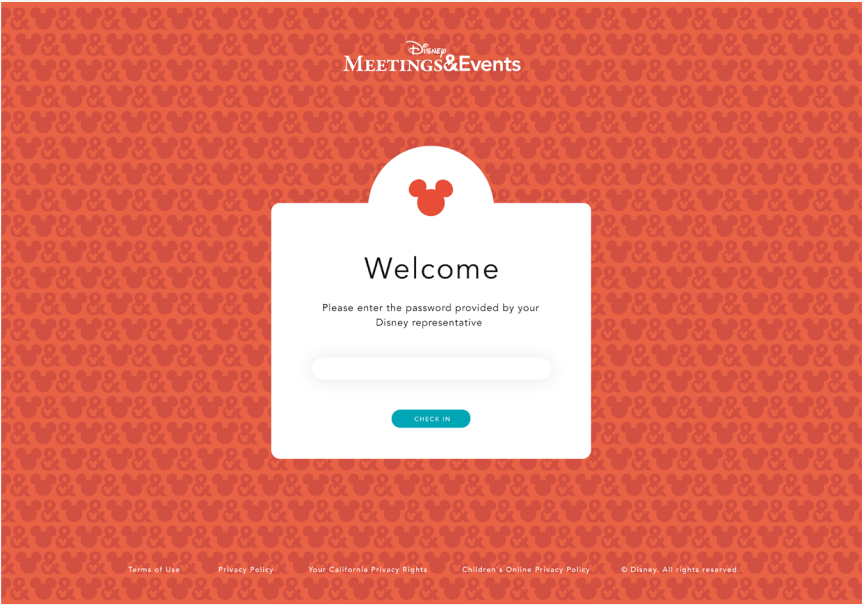 Disney
MEETINGS&Events
Welcome
Please enter the password provided by your
Disney representative
CHECK IN
Terms of Use
Privacy Policy
Your California Privacy Rights
Children's Online Privacy Policy
© Disney. All rights reserved.